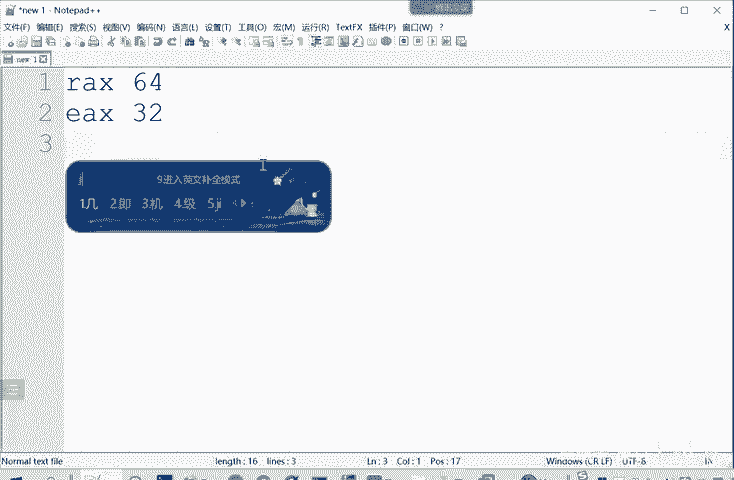 *new 1 - Notepad++
文件(F) 编辑(E) 搜索(S) 视图(V) 编码(N) 语言(L) 设置(T) 工具(O) 宏(M) 运行(R) TextFX 插件(P) 窗口(W) ? X
new 1
1 rax 64
2 eax 32
3
9进入英文补全模式
1几 2.即 3机 4.级 5.ji
Normal text file length : 16 lines : 3 Ln : 3 Col : 1 Pos : 17 Windows (CR LF) UTF-8 IN